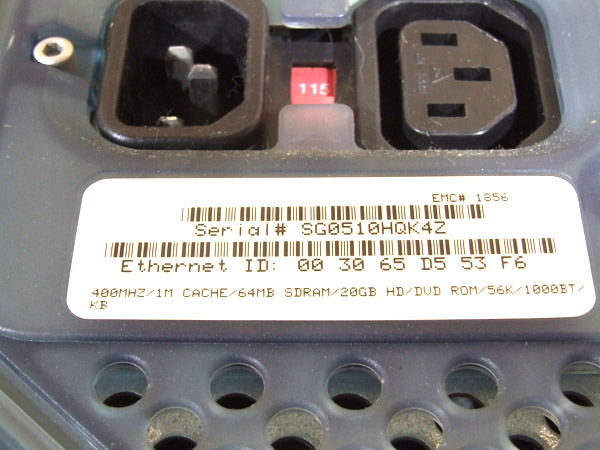 115
EMC# 1856
Serial# SG0510HQK4Z
Ethernet ID: 00 30 65 D5 53 F6
400MHZ/1M CACHE/64MB SDRAM/20GB HD/DVD ROM/56K/1000BT/
KB